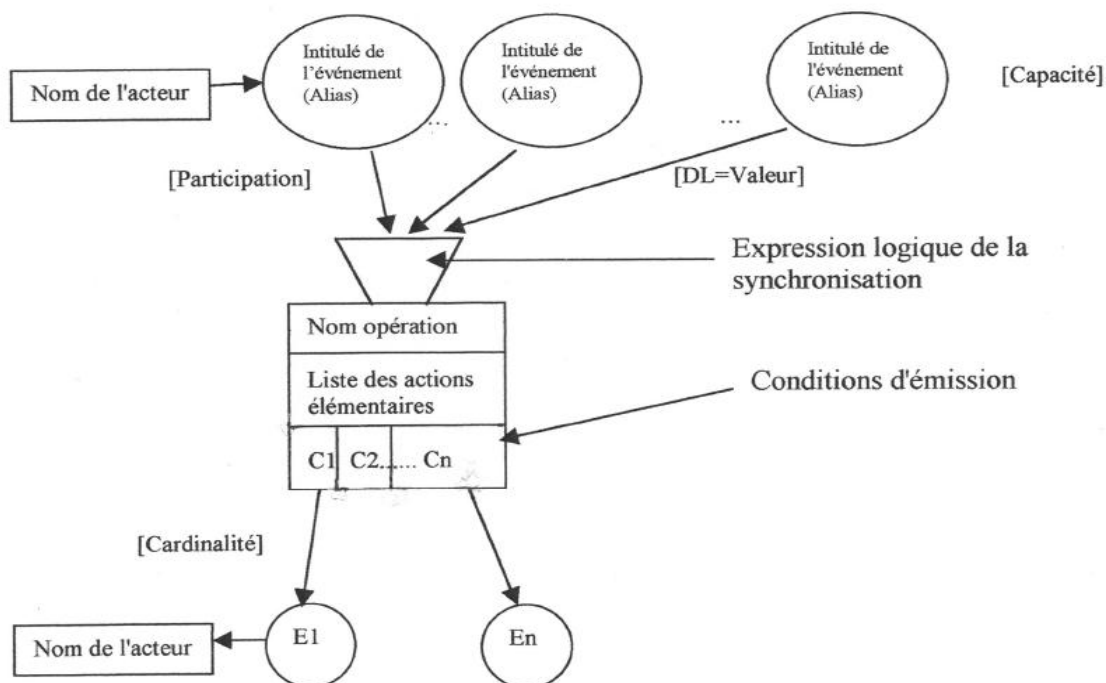 Intitulé de
l'événement
(Alias)
Intitulé de
l'événement
(Alias)
Intitulé de
l'événement
(Alias)
[Capacité]
Nom de l'acteur
...
...
[Participation]
[DL=Valeur]
Expression logique de la
synchronisation
Nom opération
Liste des actions
élémentaires
Conditions d'émission
C1 C2...... Cn
[Cardinalité]
E1
En
Nom de l'acteur